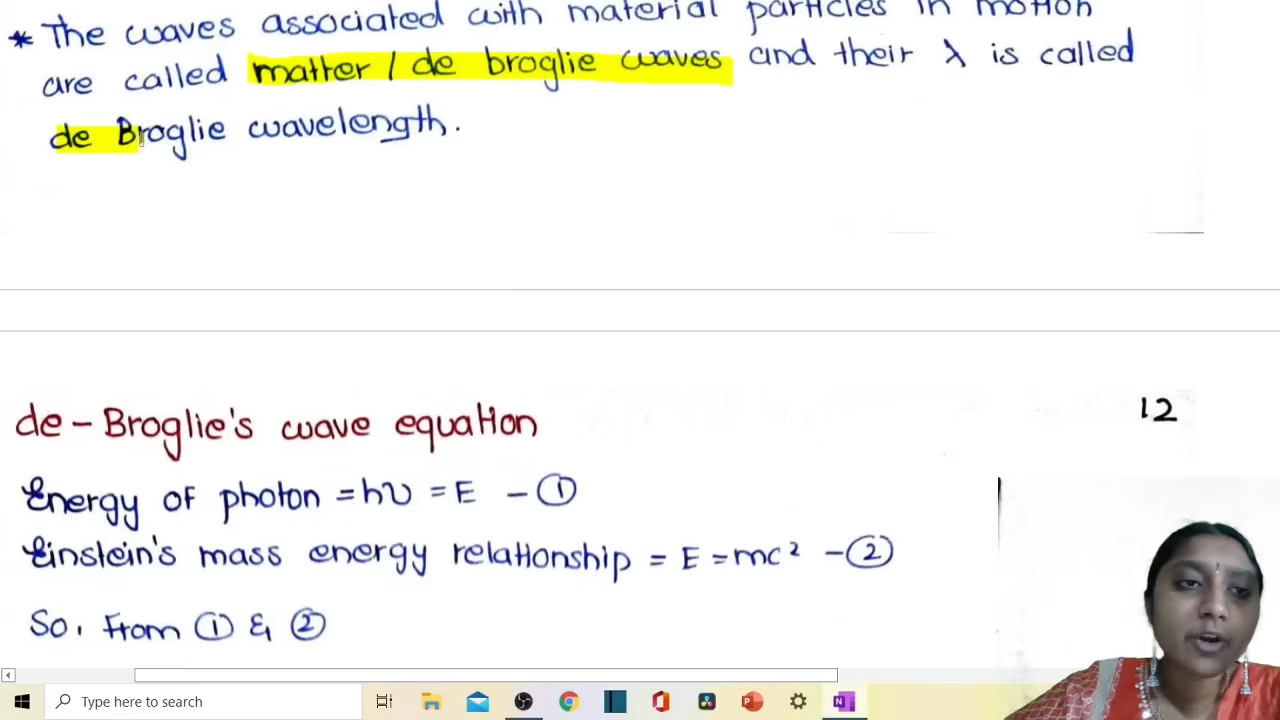 * The waves associated with material particles in motion
are called matter / de broglie waves and their λ is called
de Broglie wavelength.
de - Broglie's wave equation
12
Energy of photon = hυ = E - ①
Einstein's mass energy relationship = E = mc² - ②
So, From ① & ②
Type here to search